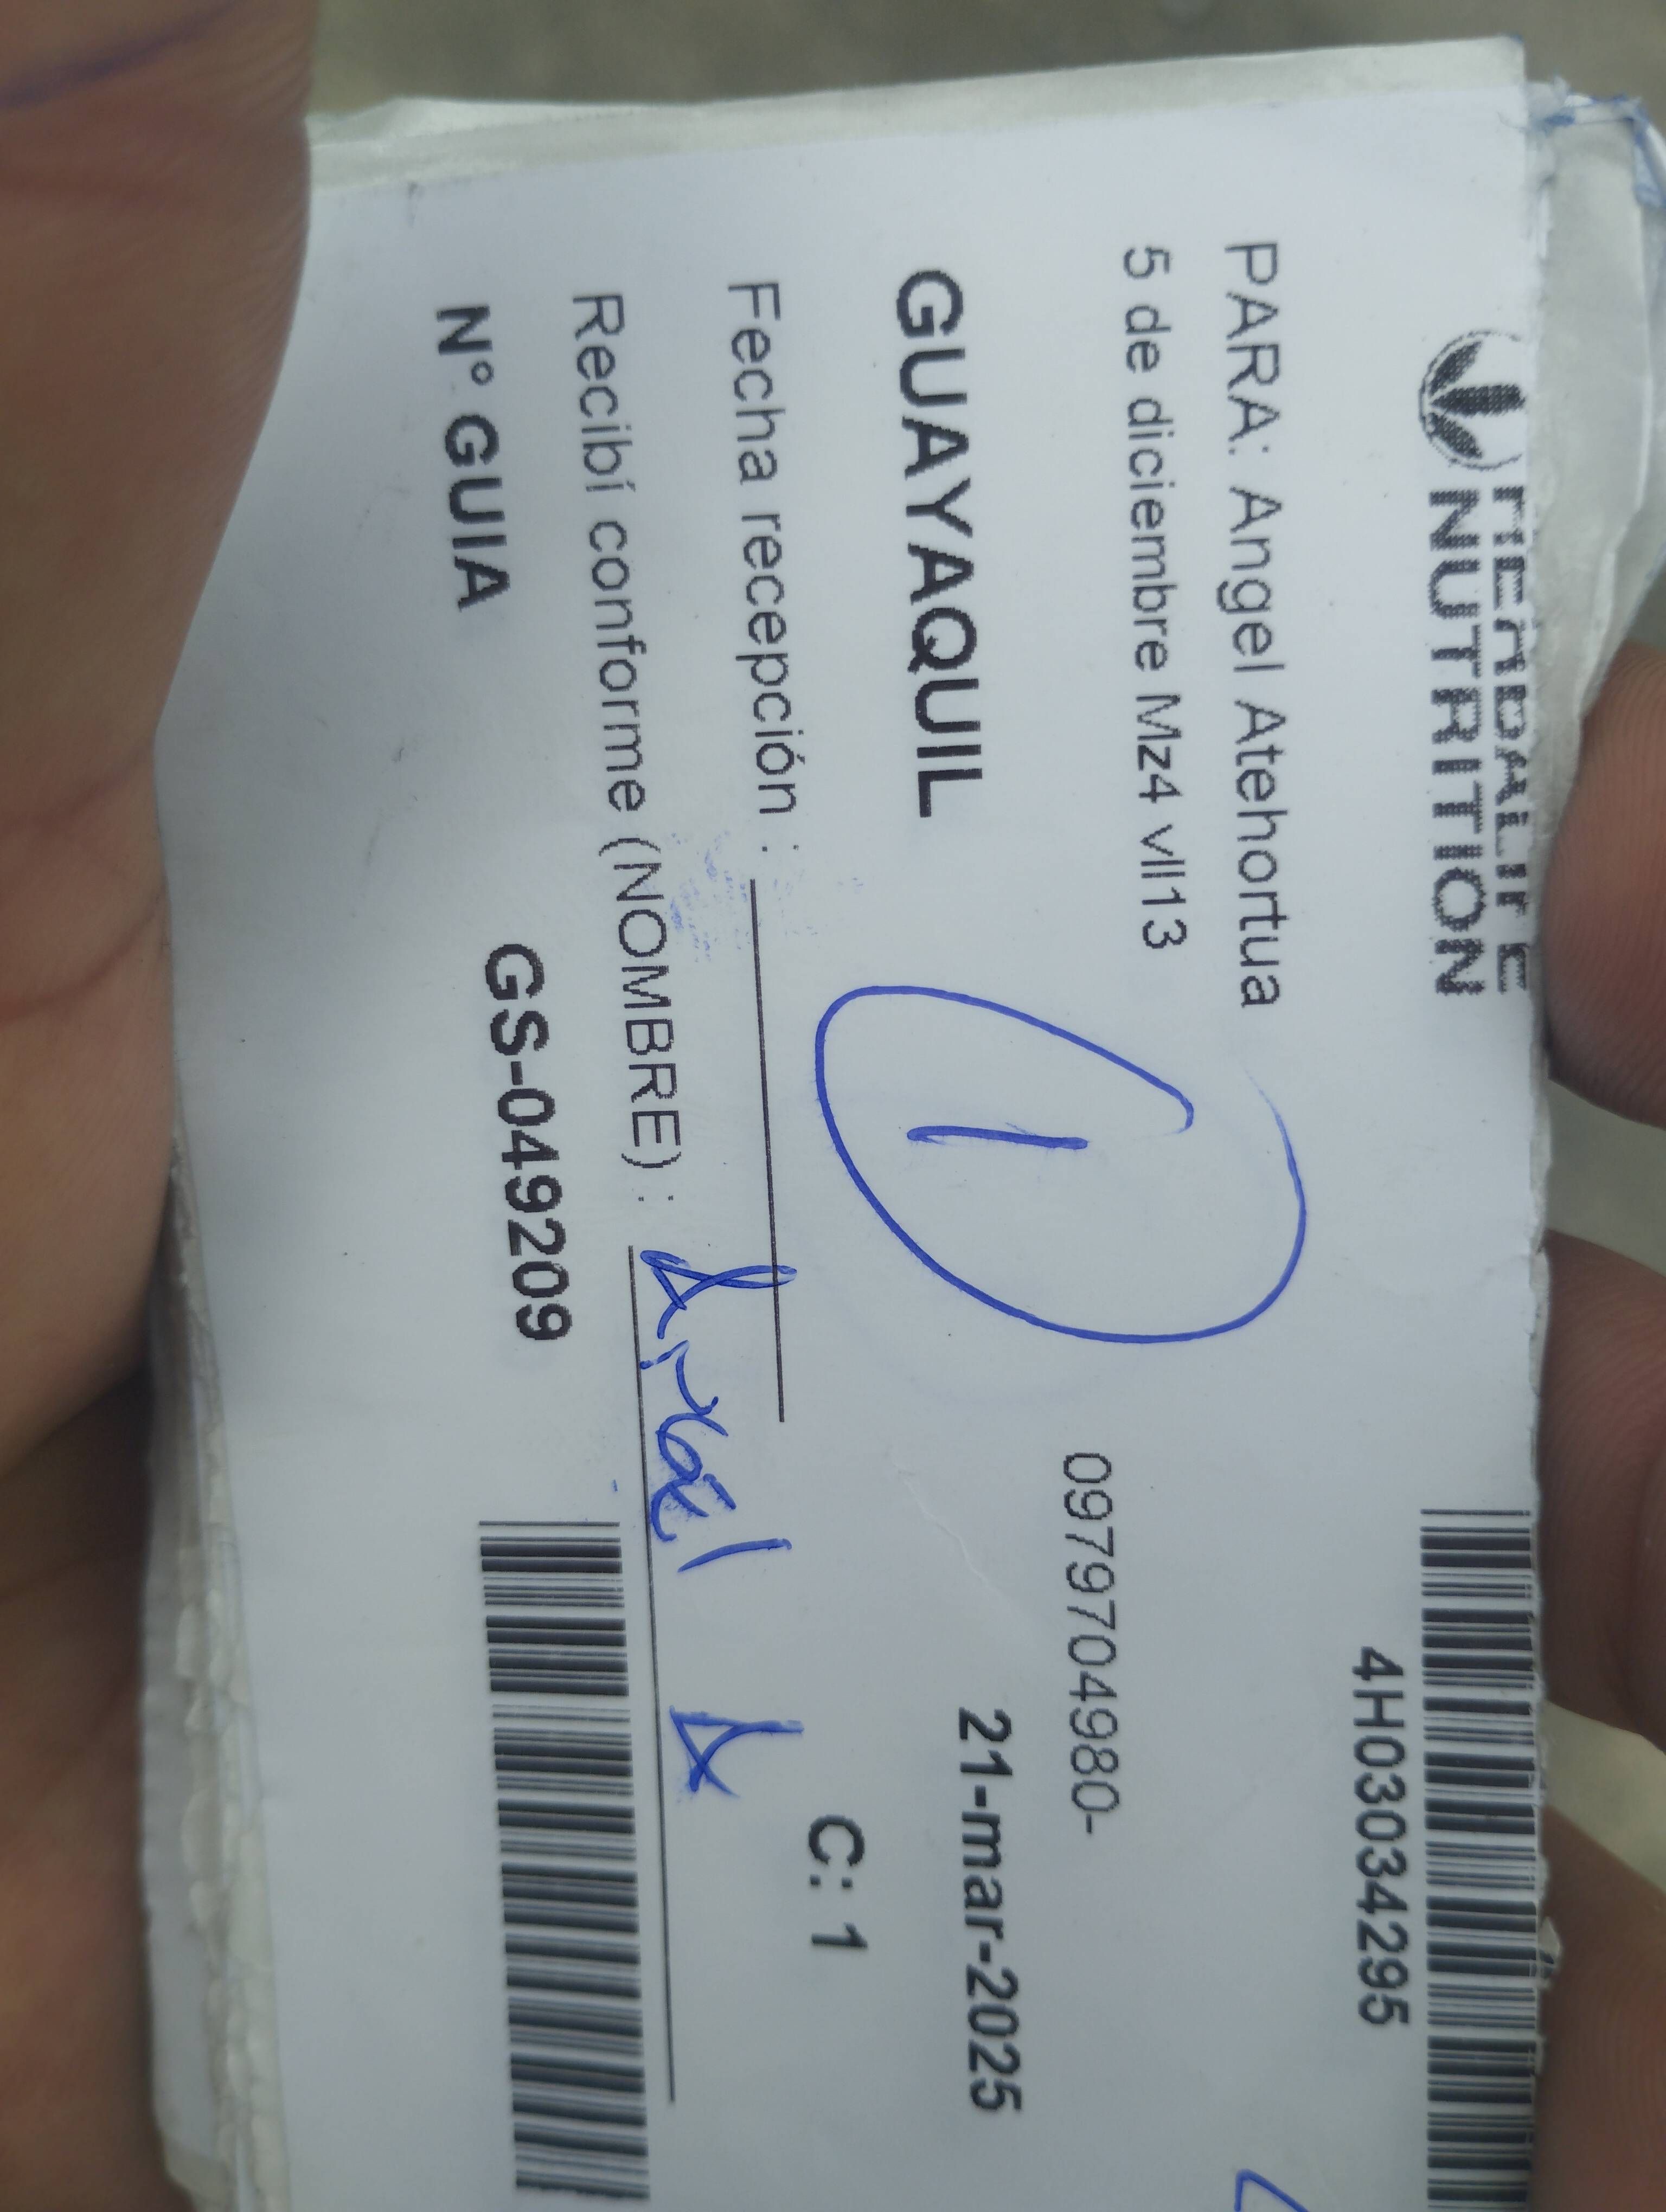 HERBALIFE
NUTRITION
4H03034295
PARA: Angel Atehortua
5 de diciembre Mz4 vll13
0979704980-
GUAYAQUIL
1
21-mar-2025
Fecha recepción :
C: 1
Recibí conforme (NOMBRE) : Angel A
N° GUIA
GS-049209